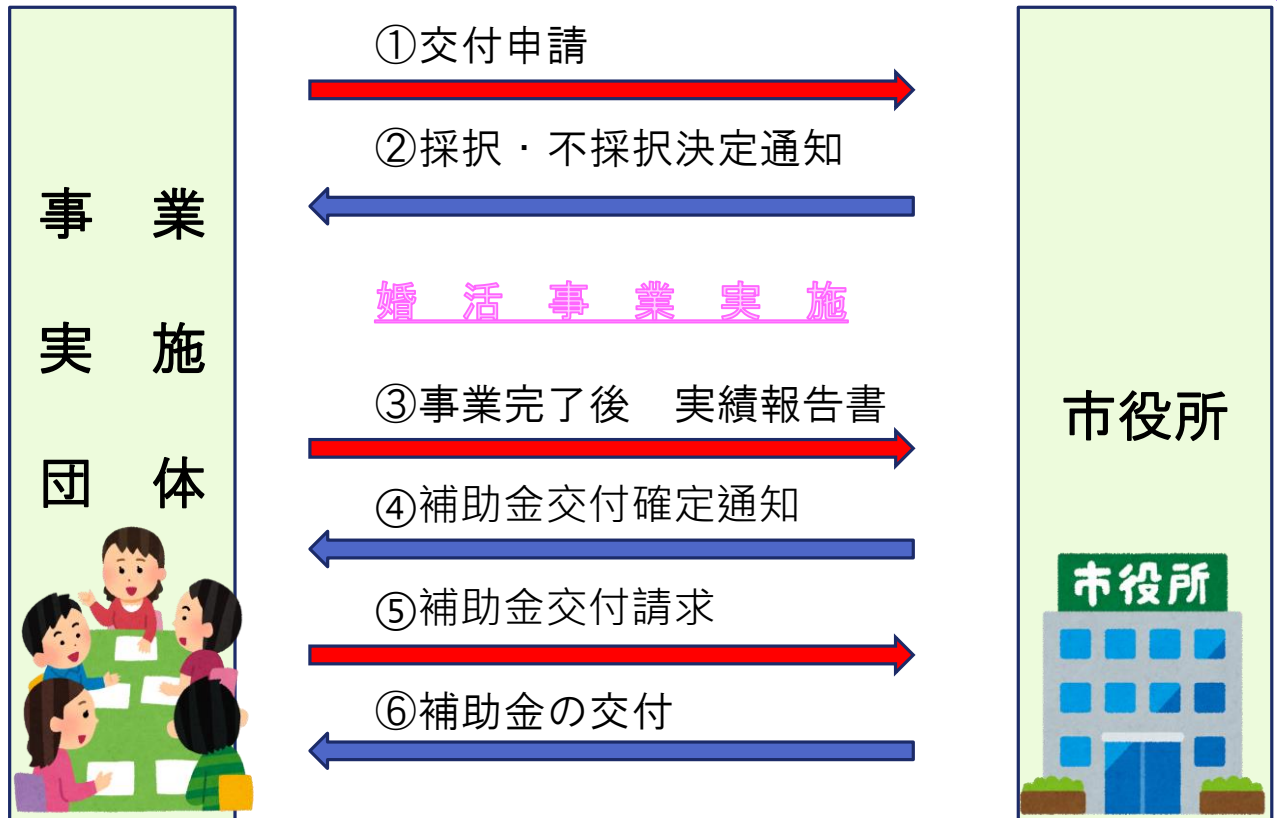 ①交付申請
②採択・不採択決定通知
事　業
実　施
団　体
婚　活　事　業　実　施
③事業完了後　実績報告書
④補助金交付確定通知
⑤補助金交付請求
⑥補助金の交付
市役所
市役所